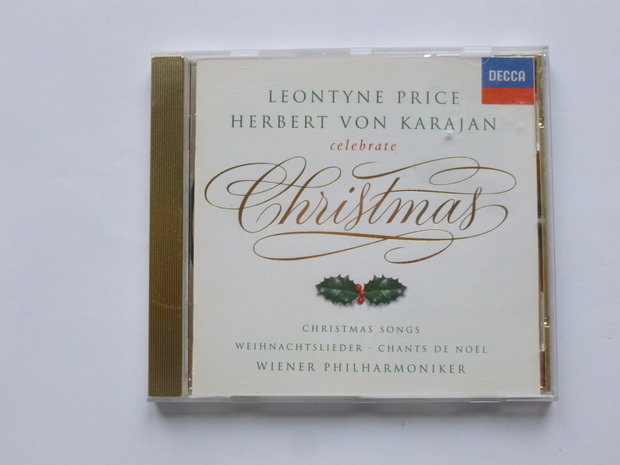 DECCA
LEONTYNE PRICE
HERBERT VON KARAJAN
celebrate
Christmas
CHRISTMAS SONGS
WEIHNACHTSLIEDER · CHANTS DE NOËL
WIENER PHILHARMONIKER